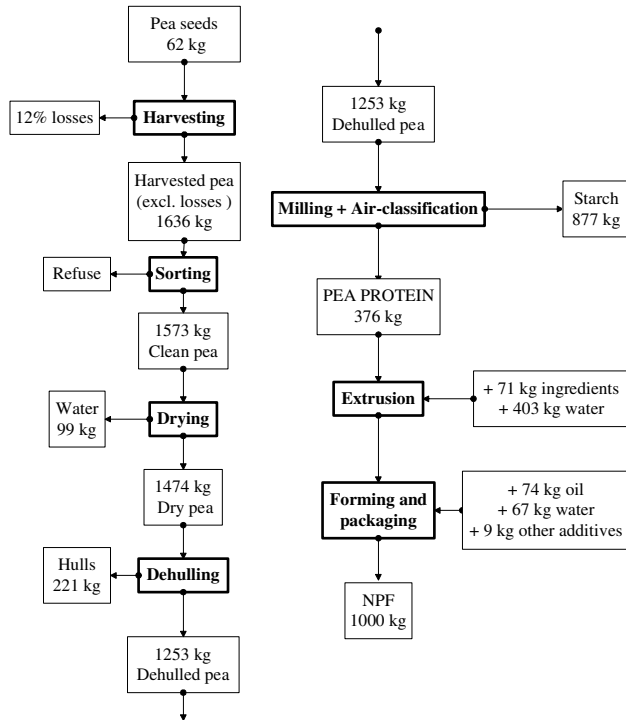 Pea seeds
62 kg
12% losses
Harvesting
Harvested pea
(excl. losses )
1636 kg
Refuse
Sorting
1573 kg
Clean pea
Water
99 kg
Drying
1474 kg
Dry pea
Hulls
221 kg
Dehulling
1253 kg
Dehulled pea
1253 kg
Dehulled pea
Milling + Air-classification
Starch
877 kg
PEA PROTEIN
376 kg
Extrusion
+ 71 kg ingredients
+ 403 kg water
Forming and
packaging
+ 74 kg oil
+ 67 kg water
+ 9 kg other additives
NPF
1000 kg